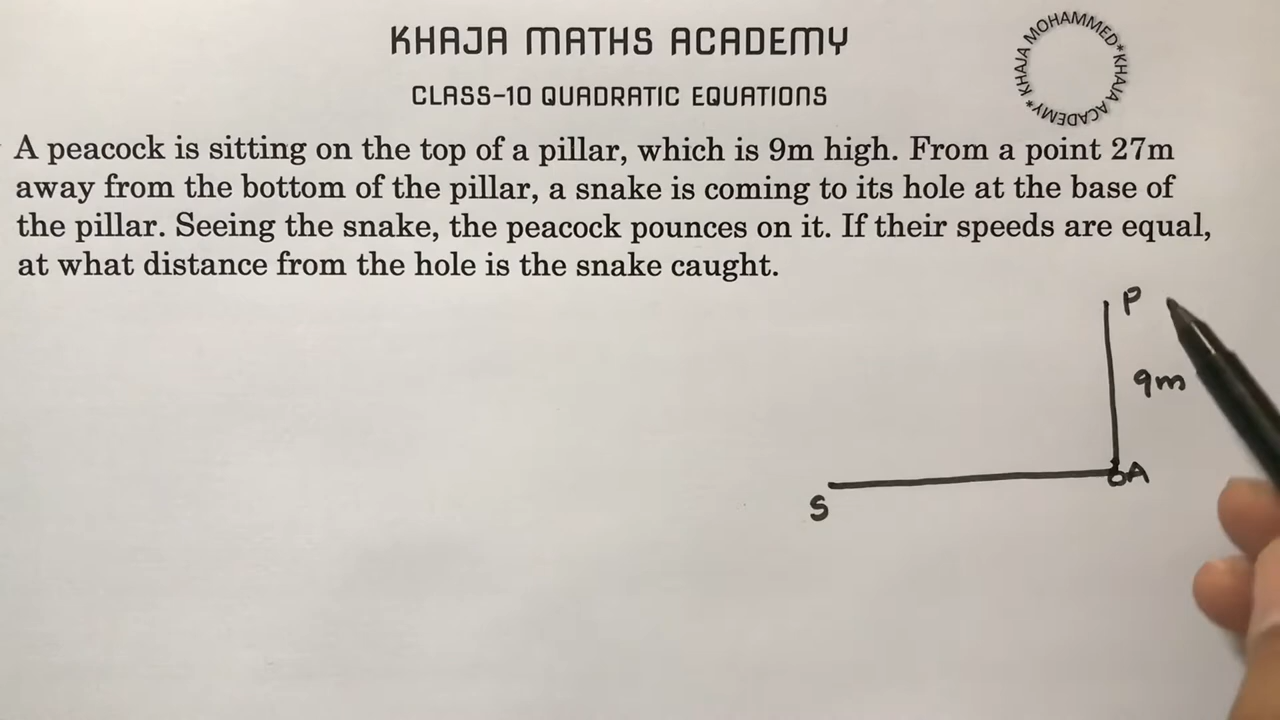 KHAJA MATHS ACADEMY
KHAJA MOHAMMED*KHAJA ACADEMY*
CLASS-10 QUADRATIC EQUATIONS
A peacock is sitting on the top of a pillar, which is 9m high. From a point 27m
away from the bottom of the pillar, a snake is coming to its hole at the base of
the pillar. Seeing the snake, the peacock pounces on it. If their speeds are equal,
at what distance from the hole is the snake caught.
P
9m
A
S